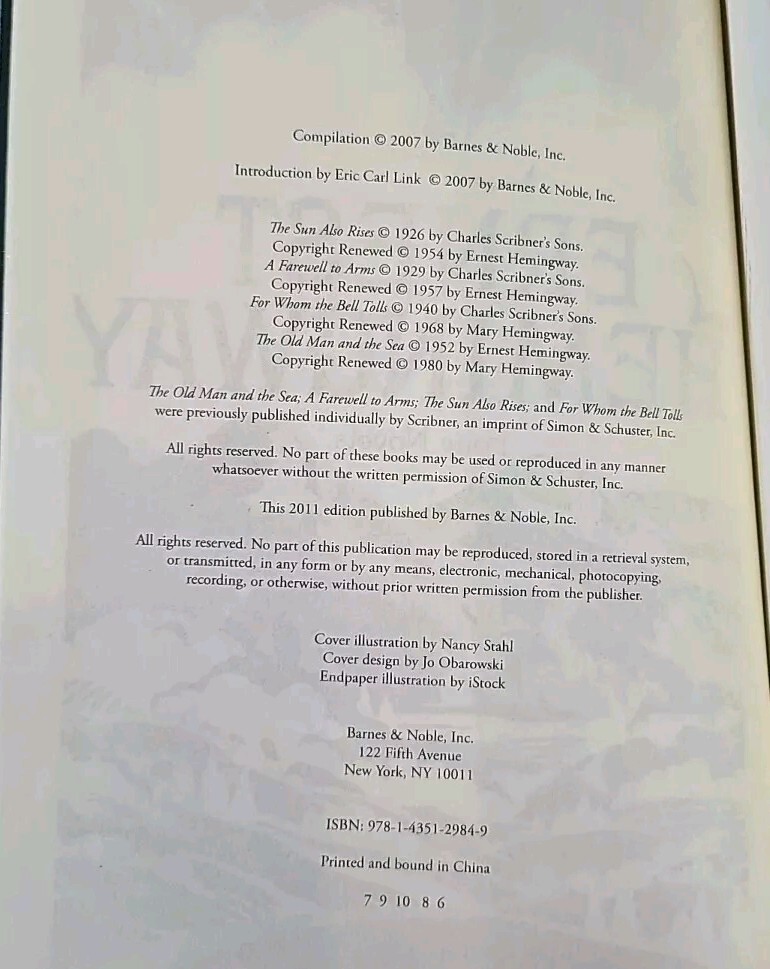 Compilation © 2007 by Barnes & Noble, Inc.
Introduction by Eric Carl Link © 2007 by Barnes & Noble, Inc.
The Sun Also Rises © 1926 by Charles Scribner's Sons.
Copyright Renewed © 1954 by Ernest Hemingway.
A Farewell to Arms © 1929 by Charles Scribner's Sons.
Copyright Renewed © 1957 by Ernest Hemingway.
For Whom the Bell Tolls © 1940 by Charles Scribner's Sons.
Copyright Renewed © 1968 by Mary Hemingway.
The Old Man and the Sea © 1952 by Ernest Hemingway.
Copyright Renewed © 1980 by Mary Hemingway.
The Old Man and the Sea; A Farewell to Arms; The Sun Also Rises; and For Whom the Bell Tolls
were previously published individually by Scribner, an imprint of Simon & Schuster, Inc.
All rights reserved. No part of these books may be used or reproduced in any manner
whatsoever without the written permission of Simon & Schuster, Inc.
This 2011 edition published by Barnes & Noble, Inc.
All rights reserved. No part of this publication may be reproduced, stored in a retrieval system,
or transmitted, in any form or by any means, electronic, mechanical, photocopying,
recording, or otherwise, without prior written permission from the publisher.
Cover illustration by Nancy Stahl
Cover design by Jo Obarowski
Endpaper illustration by iStock
Barnes & Noble, Inc.
122 Fifth Avenue
New York, NY 10011
ISBN: 978-1-4351-2984-9
Printed and bound in China
7 9 10 8 6